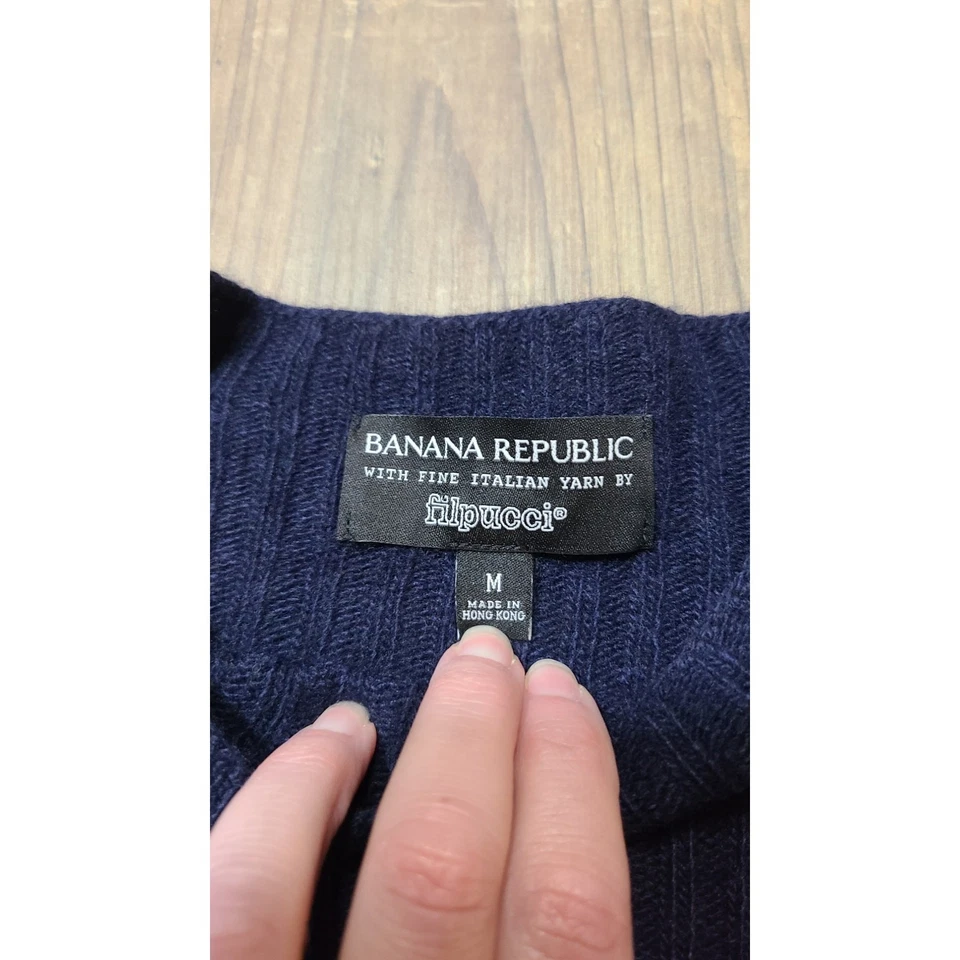 BANANA REPUBLIC
WITH FINE ITALIAN YARN BY
filpucci®
M
MADE IN
HONG KONG